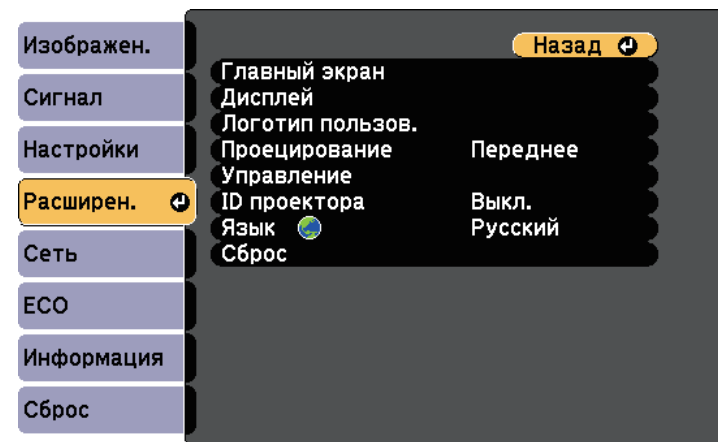 Изображен.
Сигнал
Настройки
Расширен.
Сеть
ECO
Информация
Сброс
Назад
Главный экран
Дисплей
Логотип пользов.
Проецирование Переднее
Управление
ID проектора Выкл.
Язык Русский
Сброс